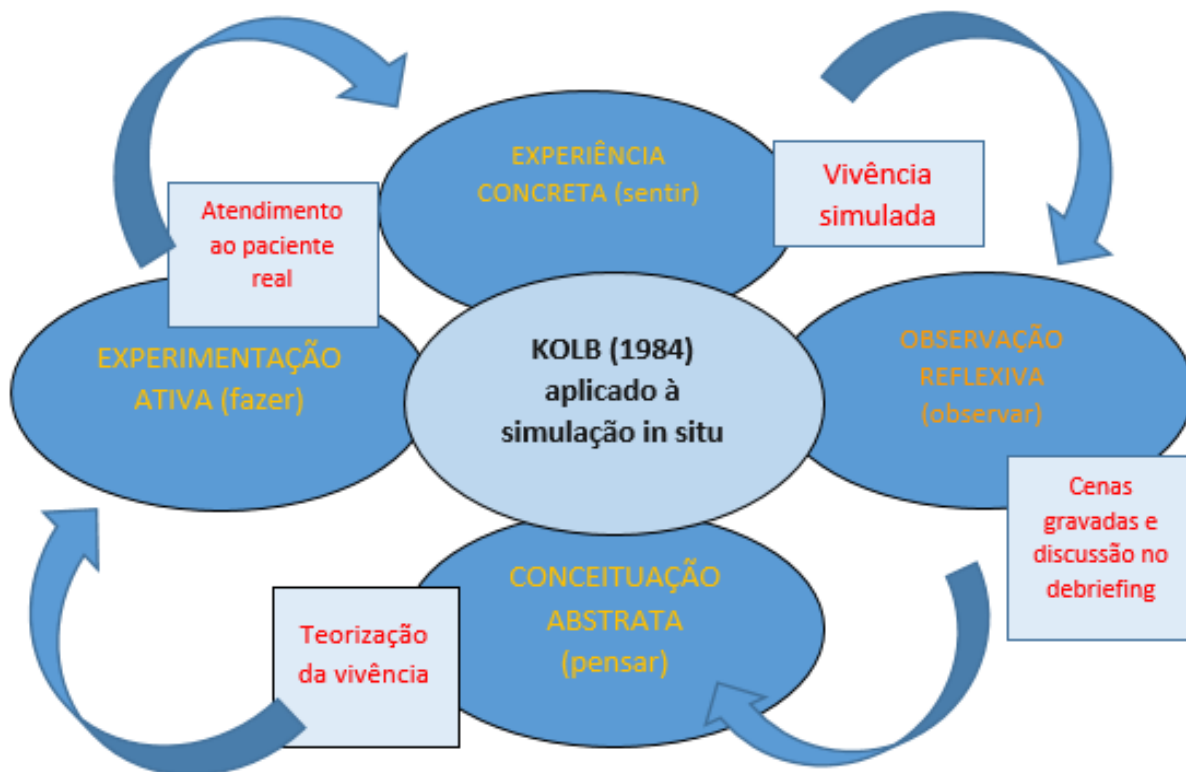 EXPERIÊNCIA
CONCRETA (sentir)
Vivência
simulada
Atendimento
ao paciente
real
EXPERIMENTAÇÃO
ATIVA (fazer)
KOLB (1984)
aplicado à
simulação in situ
OBSERVAÇÃO
REFLEXIVA
(observar)
Cenas
gravadas e
discussão no
debriefing
CONCEITUAÇÃO
ABSTRATA
(pensar)
Teorização
da vivência